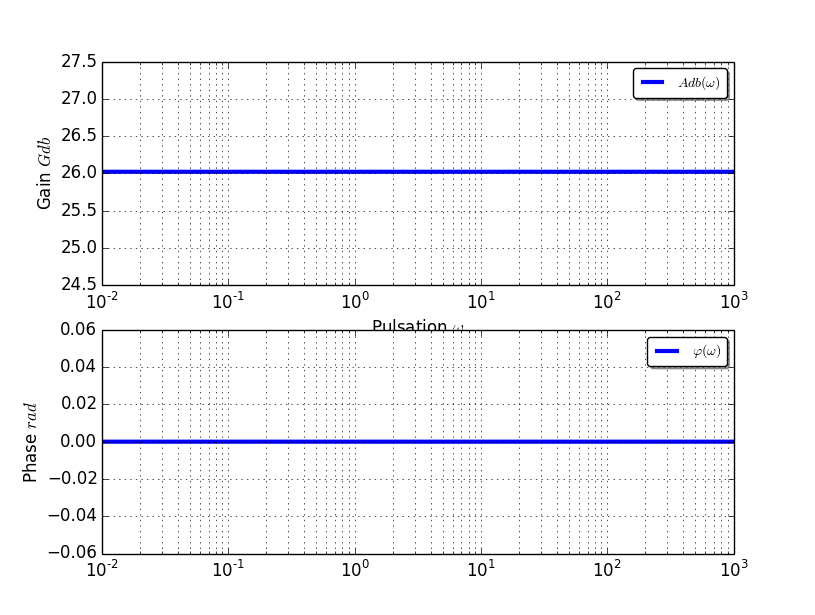 27.5
27.0
26.5
26.0
25.5
25.0
24.5
Gain Gdb
Adb(ω)
10^-2 10^-1 10^0 10^1 10^2 10^3
Pulsation ω
0.06
0.04
0.02
0.00
−0.02
−0.04
−0.06
Phase rad
φ(ω)
10^-2 10^-1 10^0 10^1 10^2 10^3